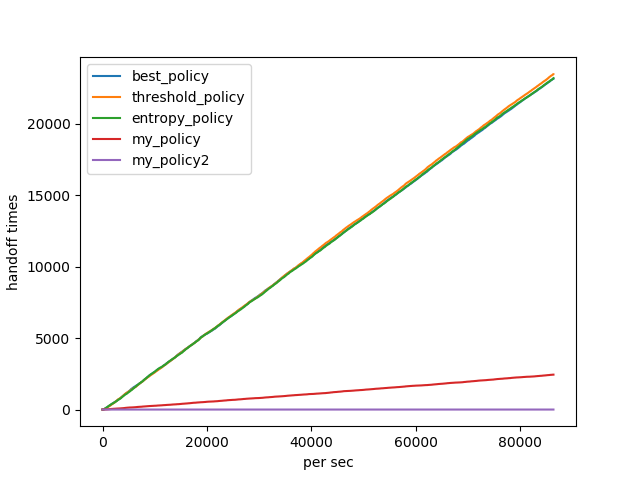 best_policy
threshold_policy
entropy_policy
my_policy
my_policy2
handoff times
20000
15000
10000
5000
0
0 20000 40000 60000 80000
per sec